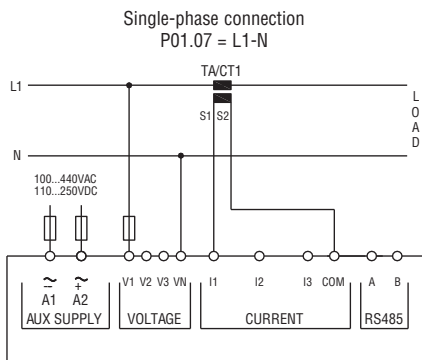 Single-phase connection
P01.07 = L1-N
TA/CT1
L1
S1 S2
LOAD
N
100...440VAC
110...250VDC
V1 V2 V3 VN I1 I2 I3 COM A B
~ ~
- +
A1 A2
AUX SUPPLY VOLTAGE CURRENT RS485